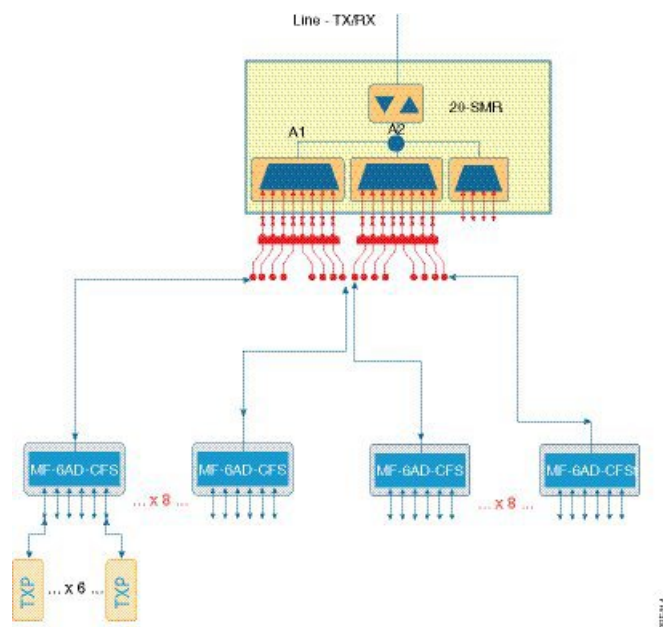 Line - TX/RX
20-SMR
A1
A2
MF-6AD-CFS
MF-6AD-CFS
MF-6AD-CFS
MF-6AD-CFS
... x 8 ...
... x 8 ...
TXP
... x 6 ...
TXP